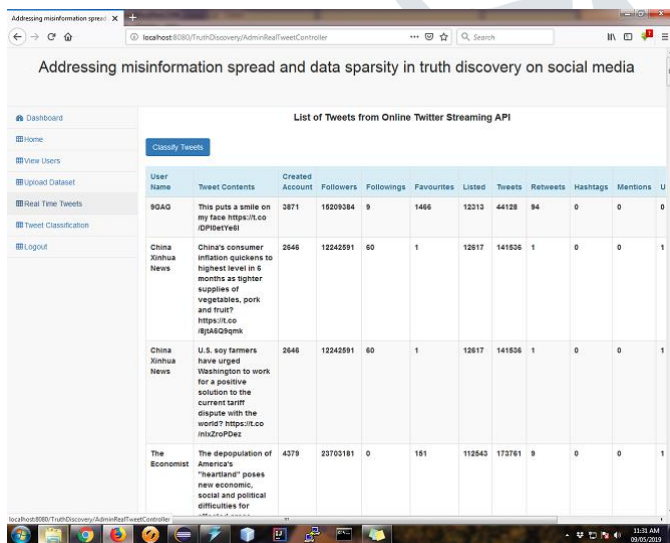 Addressing misinformation spread
localhost:8080/TruthDiscovery/AdminRealTweetController
Search
Addressing misinformation spread and data sparsity in truth discovery on social media
Dashboard
Home
View Users
Upload Dataset
Real Time Tweets
Tweet Classification
Logout
List of Tweets from Online Twitter Streaming API
Classify Tweets
User Name Tweet Contents Created Account Followers Followings Favourites Listed Tweets Retweets Hashtags Mentions U
9GAG This puts a smile on 3871 15209384 9 1466 12313 44128 94 0 0 0
my face https://t.co
/DPI0etYe6I
China China's consumer 2646 12242591 60 1 12617 141536 1 0 0 1
Xinhua inflation quickens to
News highest level in 6
months as tighter
supplies of
vegetables, pork
and fruit?
https://t.co
/8jtA6Q9qmk
China U.S. soy farmers 2646 12242591 60 1 12617 141536 1 0 0 1
Xinhua have urged
News Washington to work
for a positive
solution to the
current tariff
dispute with the
world? https://t.co
/nIxZroPDez
The The depopulation of 4379 23703181 0 151 112543 173761 9 0 0 1
Economist America's
"heartland" poses
new economic,
social and political
difficulties for
localhost:8080/TruthDiscovery/AdminRealTweetController
11:31 AM
09/05/2019